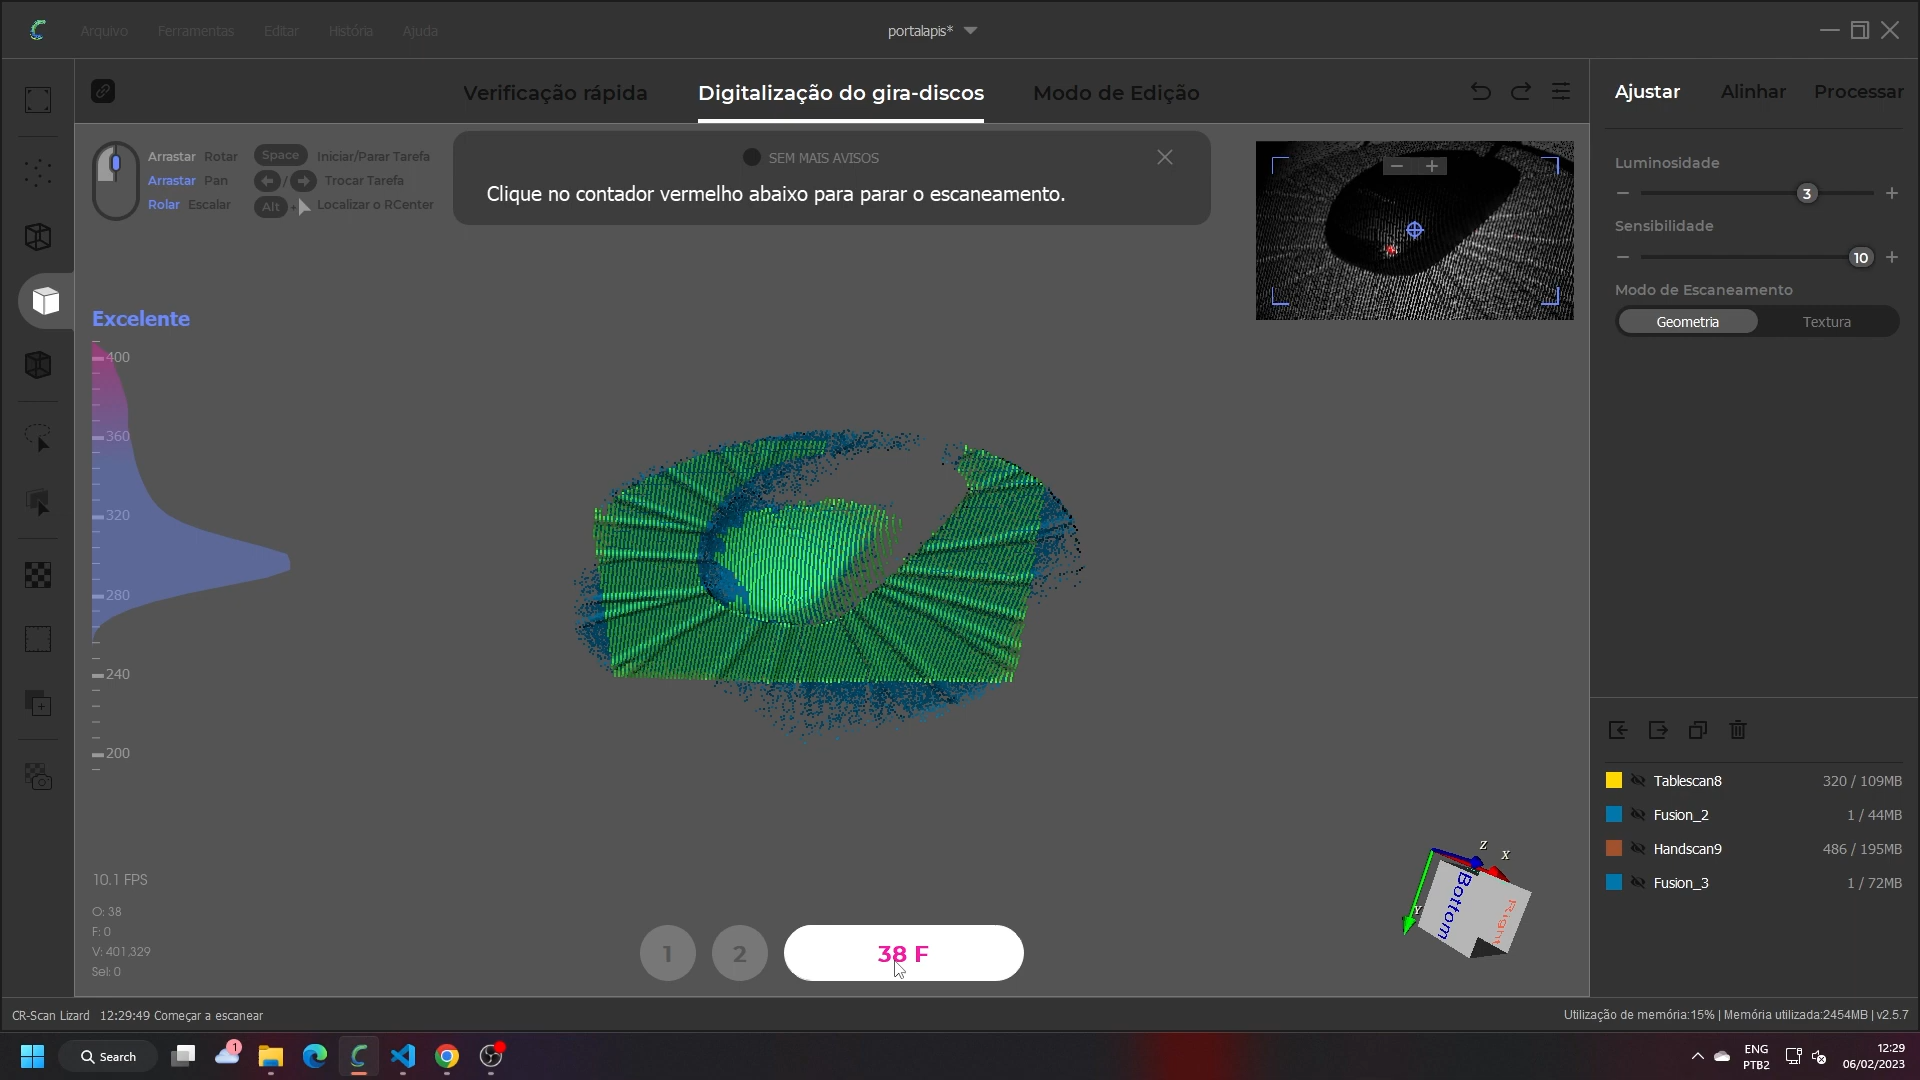 Arquivo Ferramentas Editar História Ajuda
portalapis*
Verificação rápida Digitalização do gira-discos Modo de Edição
Ajustar Alinhar Processar
Arrastar Rotar Space Iniciar/Parar Tarefa
Arrastar Pan / Trocar Tarefa
Rolar Escalar Alt + Localizar o RCenter
SEM MAIS AVISOS
Clique no contador vermelho abaixo para parar o escaneamento.
Luminosidade
3
Sensibilidade
10
Modo de Escaneamento
Geometria Textura
Excelente
400
360
320
280
240
200
Tablescan8 320 / 109MB
Fusion_2 1 / 44MB
Handscan9 486 / 195MB
Fusion_3 1 / 72MB
Z X
Y Bottom Right
10.1 FPS
O: 38
F: 0
V: 401,329
Sel: 0
1 2 38 F
CR-Scan Lizard 12:29:49 Começar a escanear
Utilização de memória:15% | Memória utilizada:2454MB | v2.5.7
Search 1 ENG 12:29
PTB2 06/02/2023